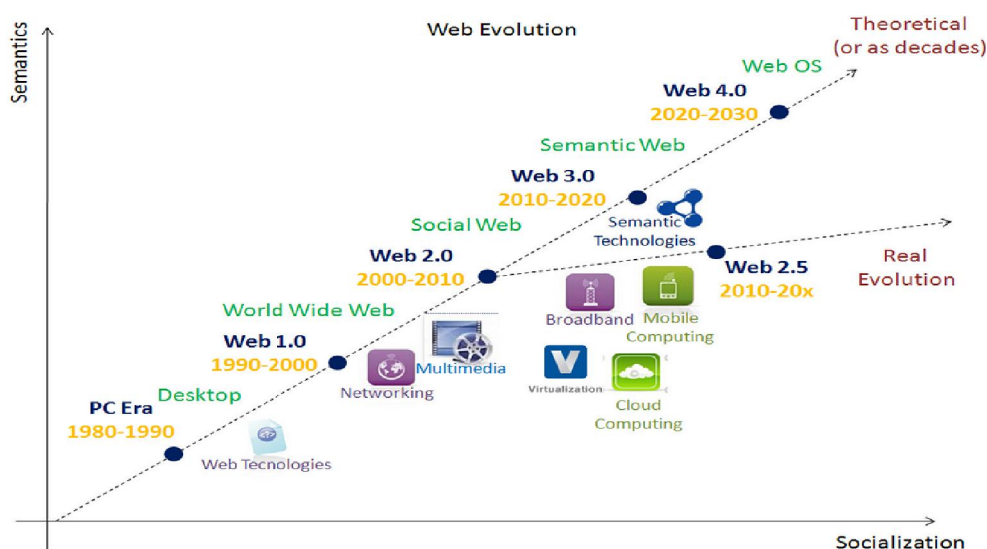 Theoretical
(or as decades)
Web Evolution
Semantics
Web OS
Web 4.0
2020-2030
Semantic Web
Web 3.0
2010-2020
Semantic
Technologies
Social Web
Web 2.0
2000-2010
Web 2.5
2010-20x
Real
Evolution
Broadband
Mobile
Computing
World Wide Web
Web 1.0
1990-2000
Multimedia
Networking
V
Virtualization
Cloud
Computing
Desktop
PC Era
1980-1990
Web Tecnologies
Socialization